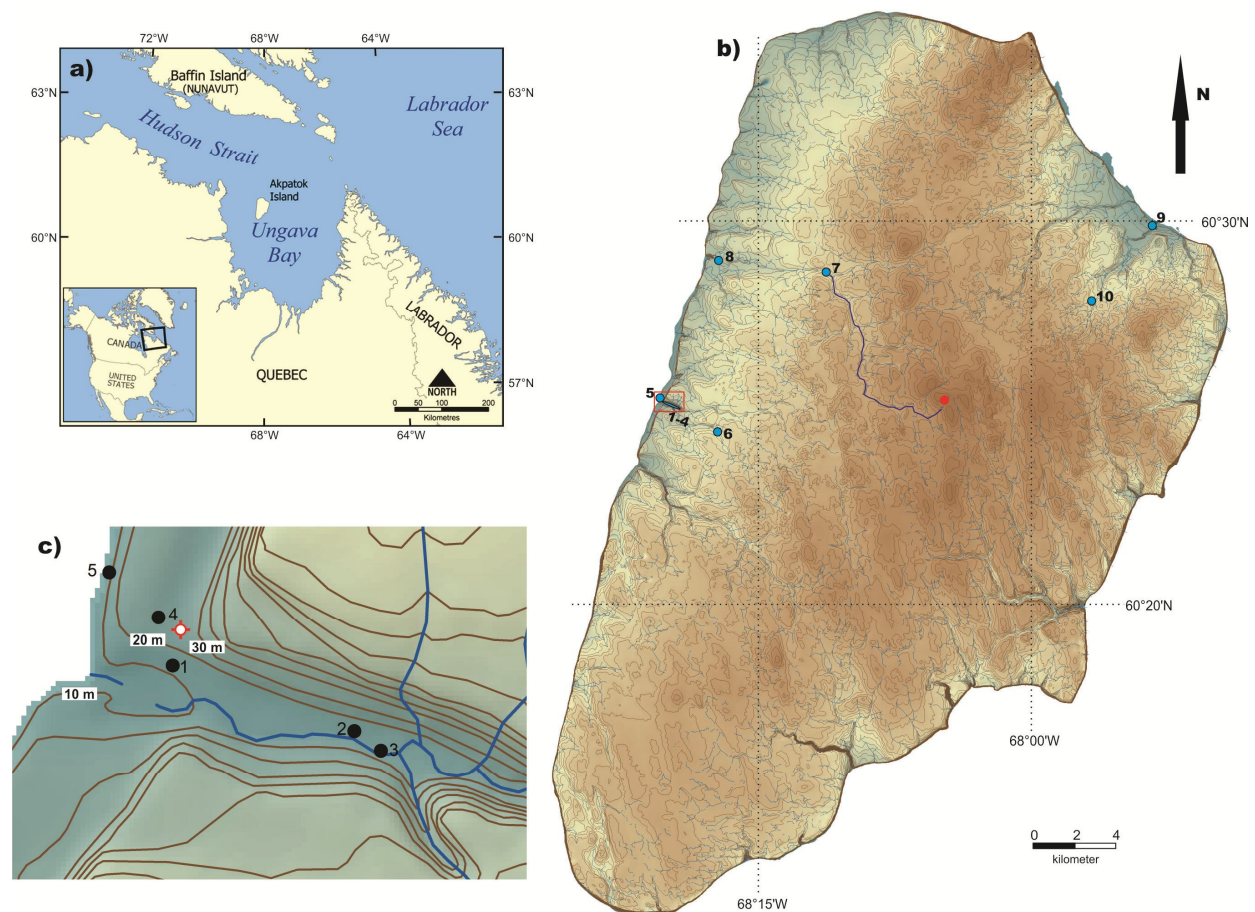 a)
72°W
68°W
64°W
63°N
63°N
Baffin Island
(NUNAVUT)
Labrador
Sea
Hudson Strait
Akpatok
Island
60°N
60°N
Ungava
Bay
LABRADOR
QUEBEC
57°N
NORTH
0 50 100 200
Kilometres
CANADA
UNITED
STATES
68°W
64°W
b)
N
60°30'N
9
8
7
10
5
1-4
6
60°20'N
68°00'W
68°15'W
0 2 4
kilometer
c)
5
4
20 m
30 m
1
10 m
2
3